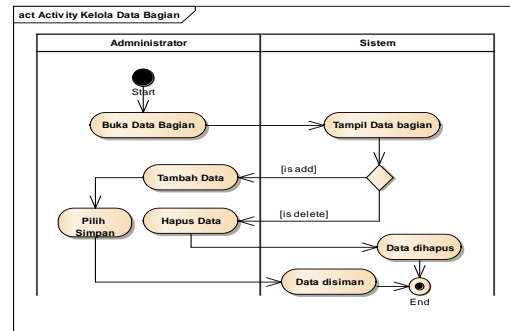 act Activity Kelola Data Bagian
Admninistrator
Sistem
Start
Buka Data Bagian
Tampil Data bagian
[is add]
Tambah Data
[is delete]
Pilih
Simpan
Hapus Data
Data dihapus
Data disiman
End